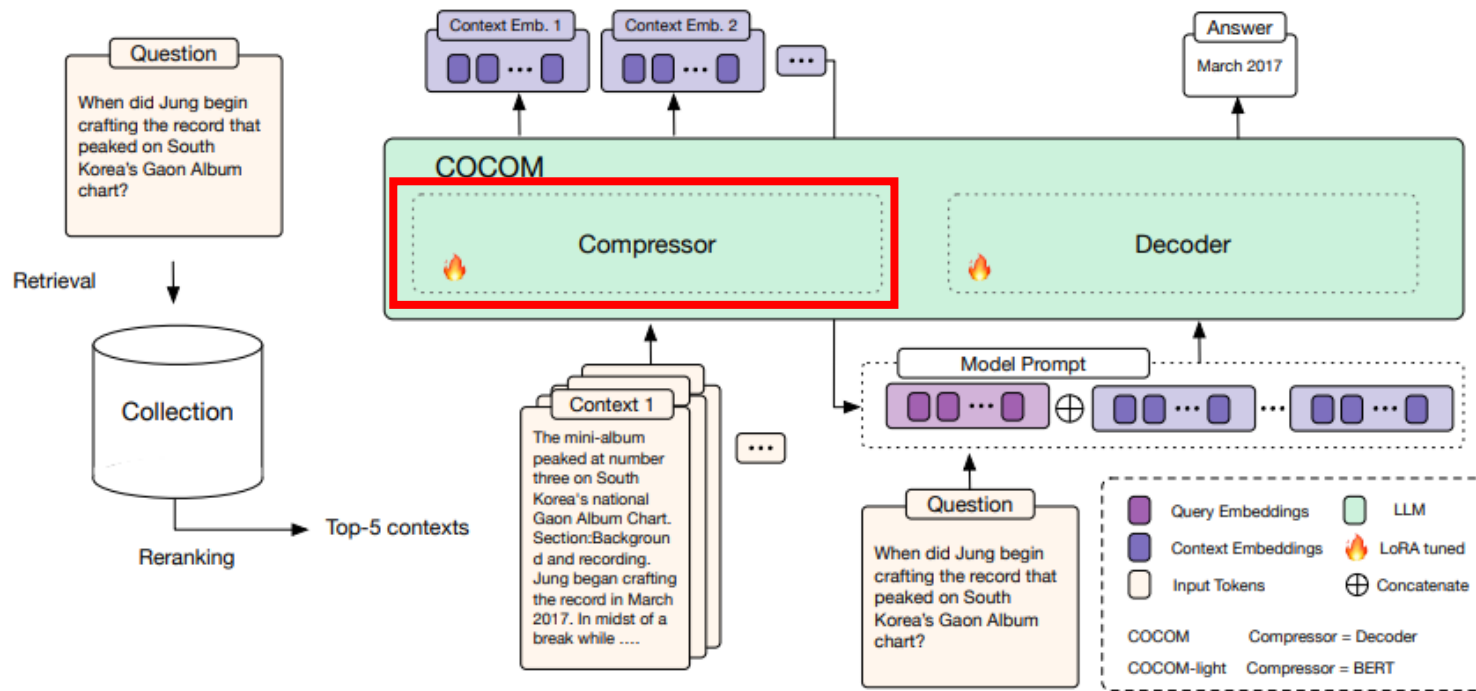 Question
When did Jung begin
crafting the record that
peaked on South
Korea's Gaon Album
chart?
Retrieval
Collection
Reranking
Top-5 contexts
Context Emb. 1
...
Context Emb. 2
...
...
Answer
March 2017
COCOM
Compressor
Decoder
Context 1
The mini-album
peaked at number
three on South
Korea's national
Gaon Album Chart.
Section:Backgroun
d and recording.
Jung began crafting
the record in March
2017. In midst of a
break while ....
...
Model Prompt
...
...
...
...
Question
When did Jung begin
crafting the record that
peaked on South
Korea's Gaon Album
chart?
Query Embeddings
LLM
Context Embeddings
LoRA tuned
Input Tokens
Concatenate
COCOM Compressor = Decoder
COCOM-light Compressor = BERT